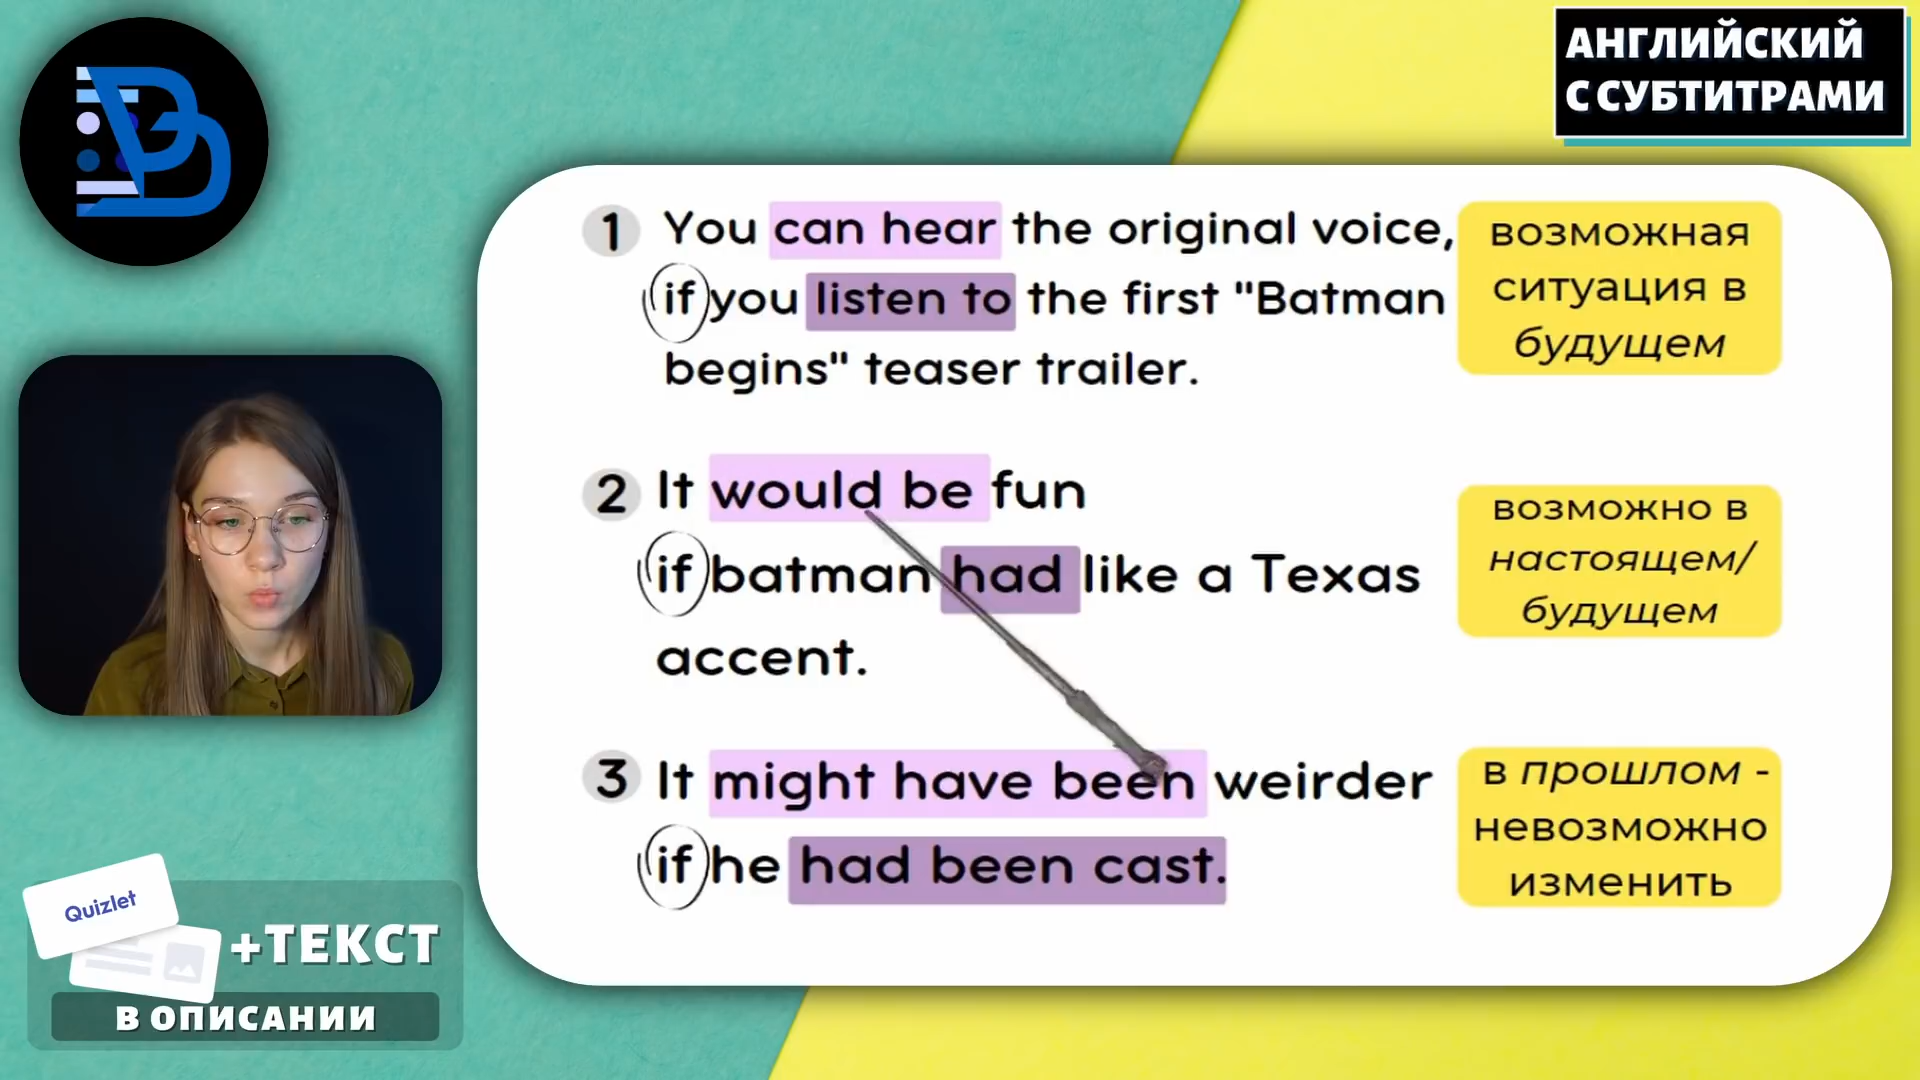 АНГЛИЙСКИЙ
С СУБТИТРАМИ
1 You can hear the original voice,
if you listen to the first "Batman
begins" teaser trailer.
возможная
ситуация в
будущем
2 It would be fun
if batman had like a Texas
accent.
возможно в
настоящем/
будущем
3 It might have been weirder
if he had been cast.
в прошлом -
невозможно
изменить
Quizlet
+ТЕКСТ
В ОПИСАНИИ